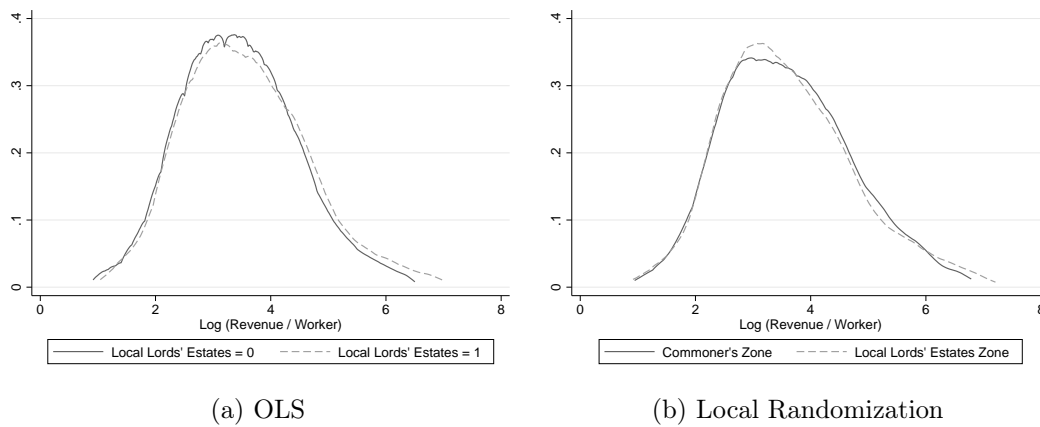 .4
.3
.2
.1
0
0 2 4 6 8
Log (Revenue / Worker)
Local Lords' Estates = 0 Local Lords' Estates = 1
(a) OLS
.4
.3
.2
.1
0
0 2 4 6 8
Log (Revenue / Worker)
Commoner's Zone Local Lords' Estates Zone
(b) Local Randomization